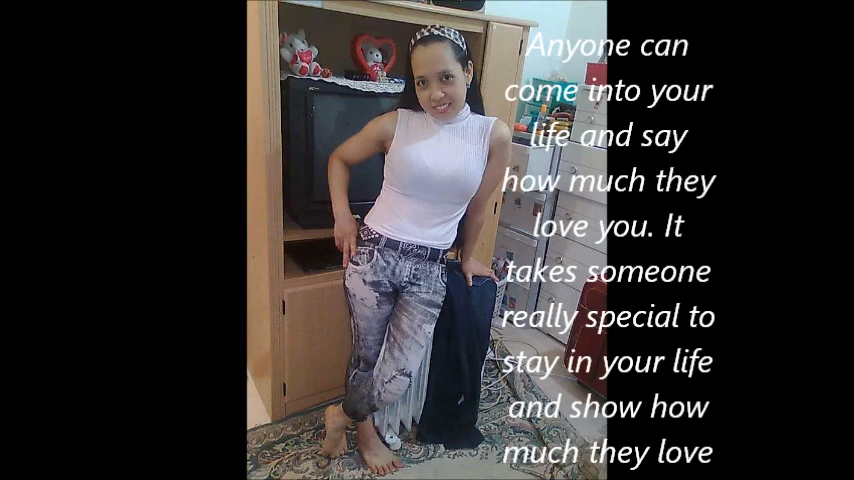 Anyone can
come into your
life and say
how much they
love you. It
takes someone
really special to
stay in your life
and show how
much they love